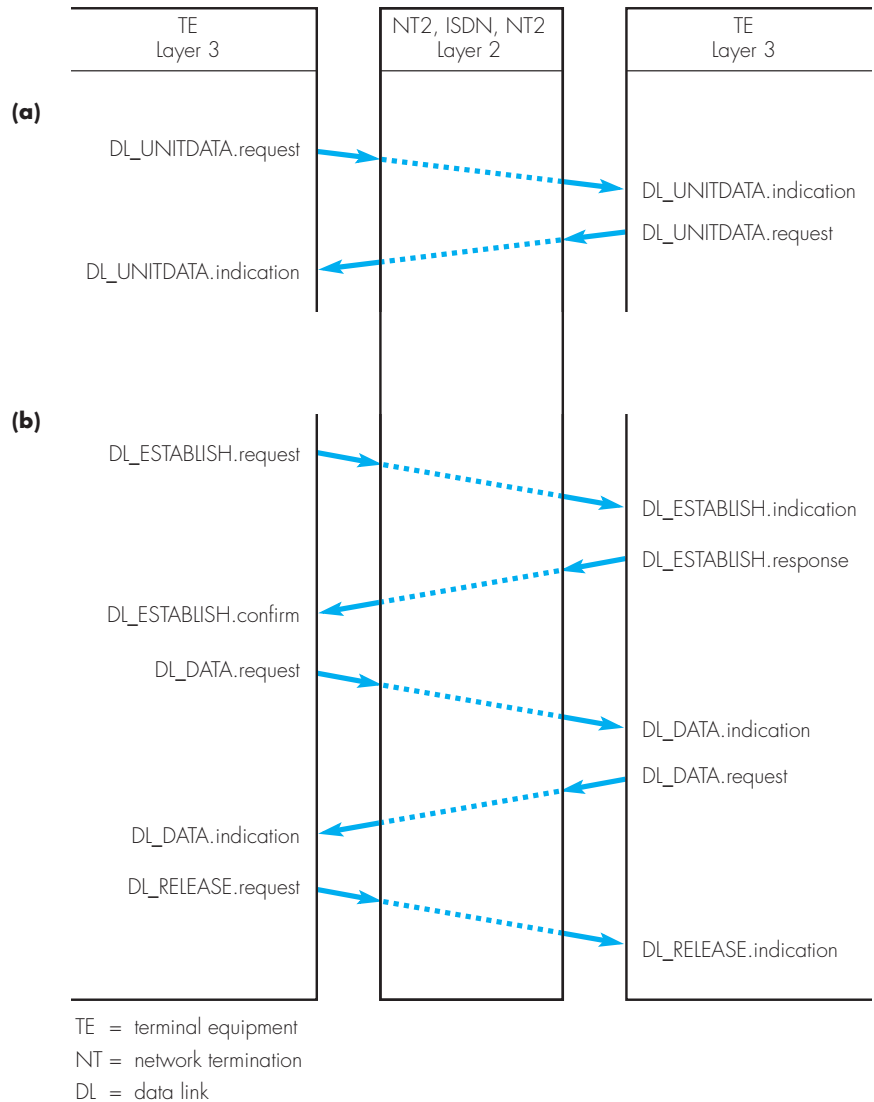 TE
Layer 3
NT2, ISDN, NT2
Layer 2
TE
Layer 3
(a)
DL_UNITDATA.request
DL_UNITDATA.indication
DL_UNITDATA.request
DL_UNITDATA.indication
(b)
DL_ESTABLISH.request
DL_ESTABLISH.indication
DL_ESTABLISH.response
DL_ESTABLISH.confirm
DL_DATA.request
DL_DATA.indication
DL_DATA.request
DL_DATA.indication
DL_RELEASE.request
DL_RELEASE.indication
TE = terminal equipment
NT = network termination
DL = data link